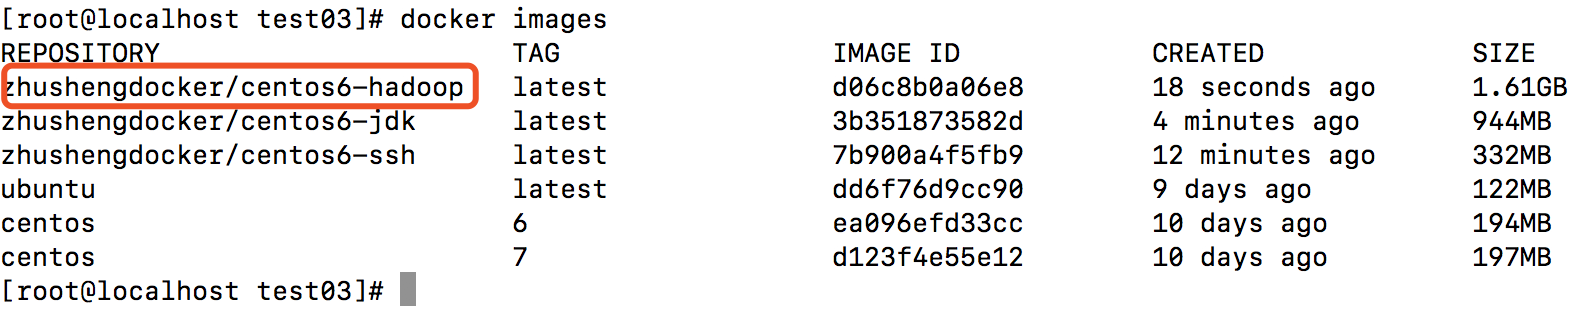 [root@localhost test03]# docker images
REPOSITORY TAG IMAGE ID CREATED SIZE
zhushengdocker/centos6-hadoop latest d06c8b0a06e8 18 seconds ago 1.61GB
zhushengdocker/centos6-jdk latest 3b351873582d 4 minutes ago 944MB
zhushengdocker/centos6-ssh latest 7b900a4f5fb9 12 minutes ago 332MB
ubuntu latest dd6f76d9cc90 9 days ago 122MB
centos 6 ea096efd33cc 10 days ago 194MB
centos 7 d123f4e55e12 10 days ago 197MB
[root@localhost test03]#